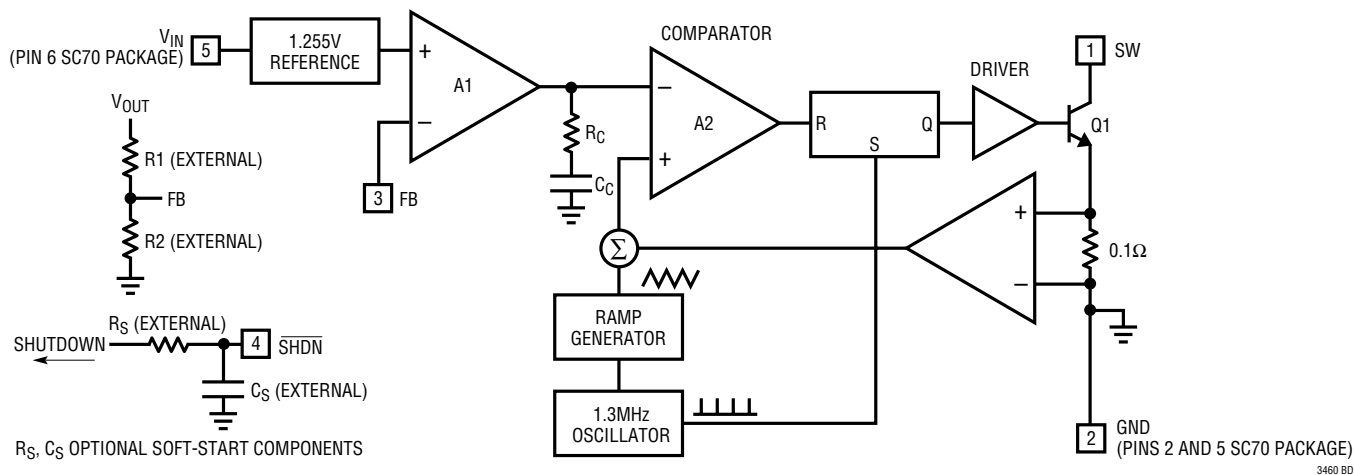 V_IN
(PIN 6 SC70 PACKAGE)
5
1.255V
REFERENCE
+
−
A1
3
FB
V_OUT
R1 (EXTERNAL)
FB
R2 (EXTERNAL)
R_C
C_C
COMPARATOR
−
+
A2
R
S
Q
DRIVER
1
SW
Q1
+
−
0.1Ω
Σ
RAMP
GENERATOR
1.3MHz
OSCILLATOR
R_S (EXTERNAL)
SHUTDOWN
4
SHDN
C_S (EXTERNAL)
R_S, C_S OPTIONAL SOFT-START COMPONENTS
2
GND
(PINS 2 AND 5 SC70 PACKAGE)
3460 BD